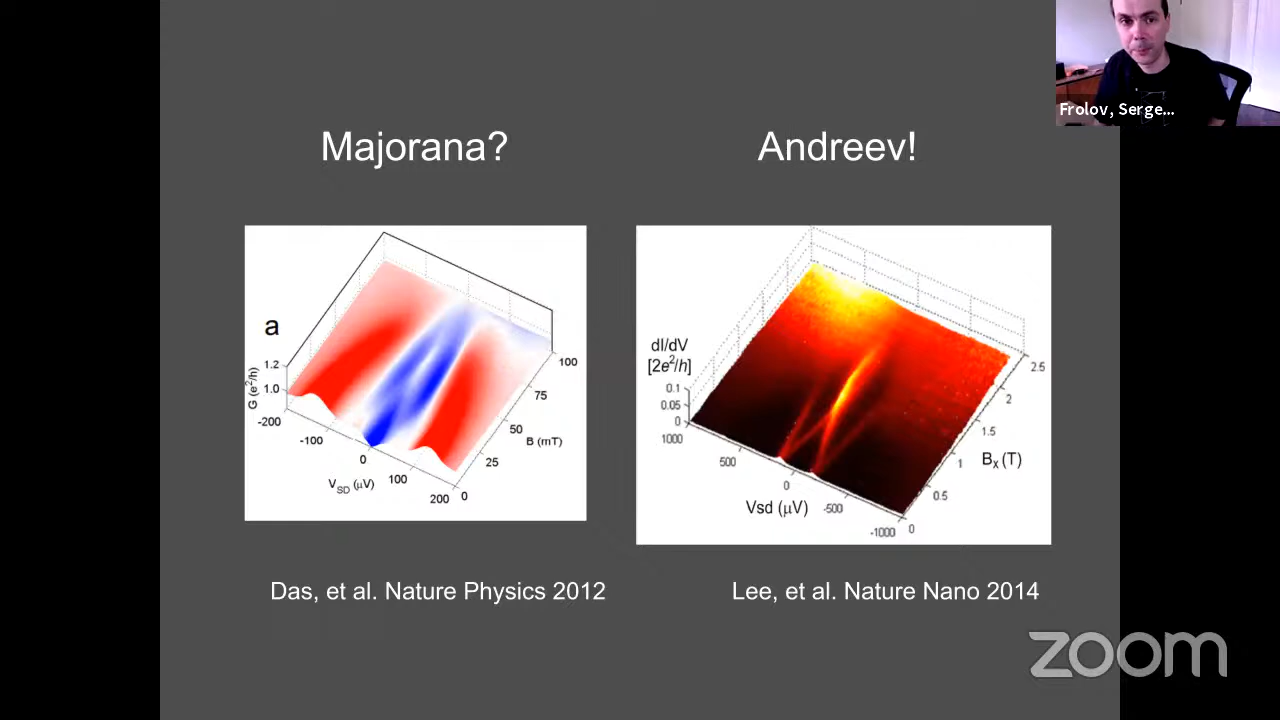 Frolov, Serge...
Majorana?
Andreev!
a
G (e²/h)
1.2
1.0
-200
-100
0
100
200
V_SD (μV)
0
25
50
75
100
B (mT)
dI/dV
[2e²/h]
0.1
0.05
0
1000
500
0
-500
-1000
Vsd (μV)
0
0.5
1
1.5
2
2.5
Bₓ (T)
Das, et al. Nature Physics 2012
Lee, et al. Nature Nano 2014
zoom